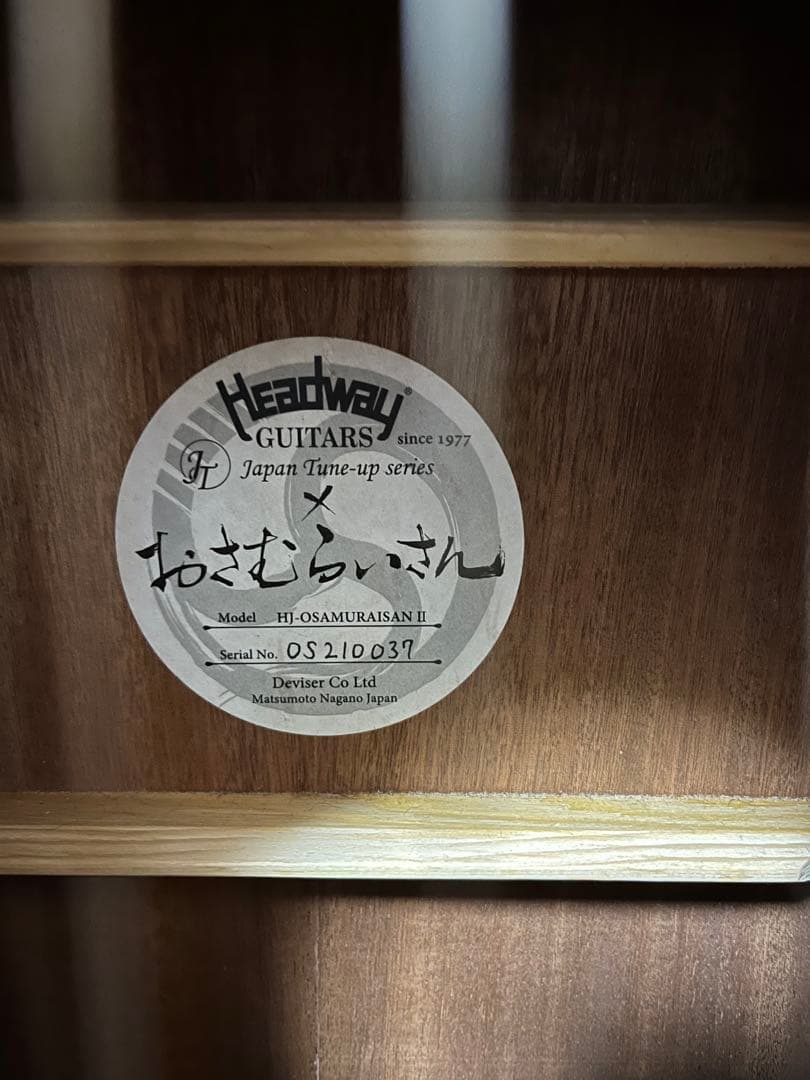 Headway®
GUITARS since 1977
JT Japan Tune-up series
×
おさむらいさん
Model HJ-OSAMURAISAN II
Serial No. OS210037
Deviser Co Ltd
Matsumoto Nagano Japan